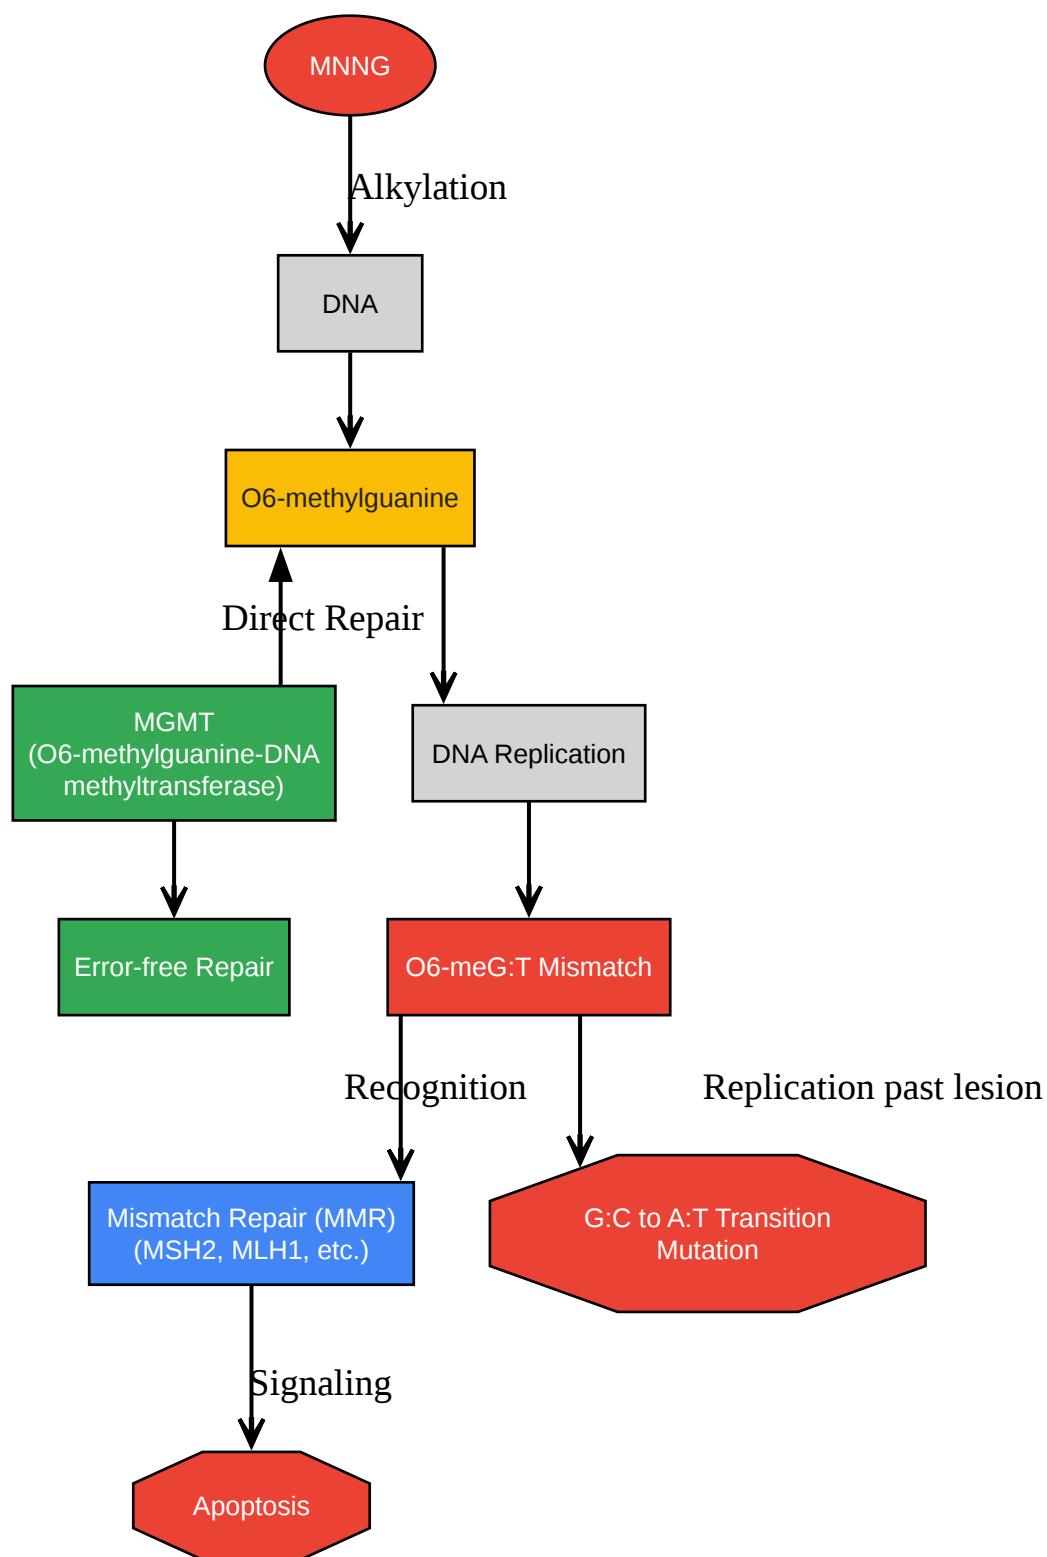 MNNG
Alkylation
DNA
O6-methylguanine
Direct Repair
MGMT
(O6-methylguanine-DNA
methyltransferase)
DNA Replication
Error-free Repair
O6-meG:T Mismatch
Recognition
Replication past lesion
Mismatch Repair (MMR)
(MSH2, MLH1, etc.)
G:C to A:T Transition
Mutation
Signaling
Apoptosis